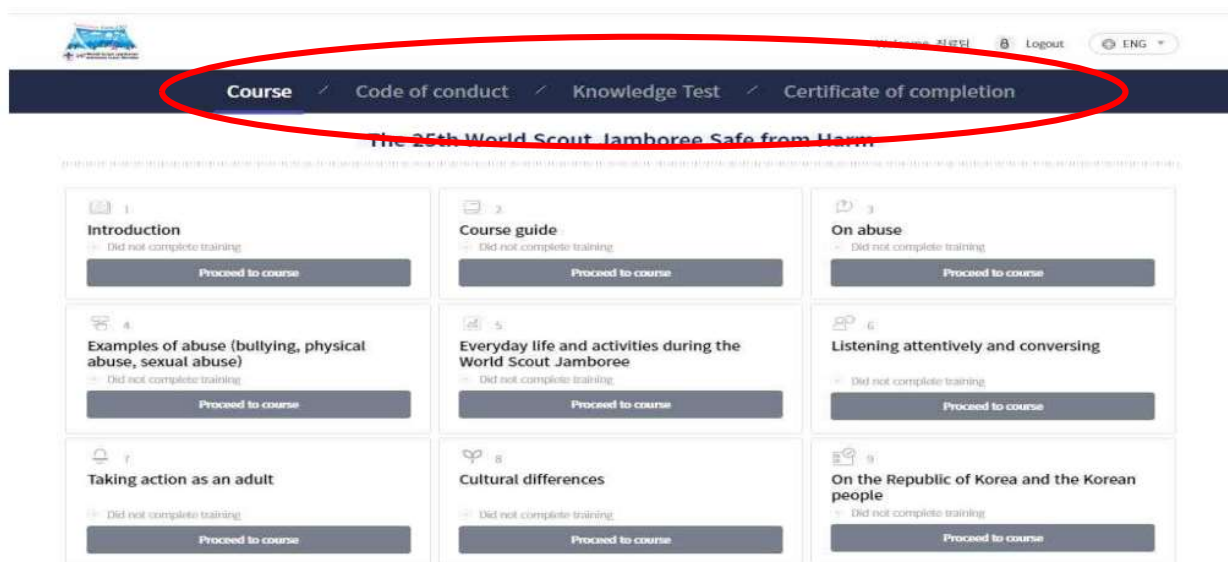 Logout ENG
Course / Code of conduct / Knowledge Test / Certificate of completion
The 25th World Scout Jamboree Safe from Harm
1
Introduction
Did not complete training
Proceed to course
2
Course guide
Did not complete training
Proceed to course
3
On abuse
Did not complete training
Proceed to course
4
Examples of abuse (bullying, physical
abuse, sexual abuse)
Did not complete training
Proceed to course
5
Everyday life and activities during the
World Scout Jamboree
Did not complete training
Proceed to course
6
Listening attentively and conversing
Did not complete training
Proceed to course
7
Taking action as an adult
Did not complete training
Proceed to course
8
Cultural differences
Did not complete training
Proceed to course
9
On the Republic of Korea and the Korean
people
Did not complete training
Proceed to course